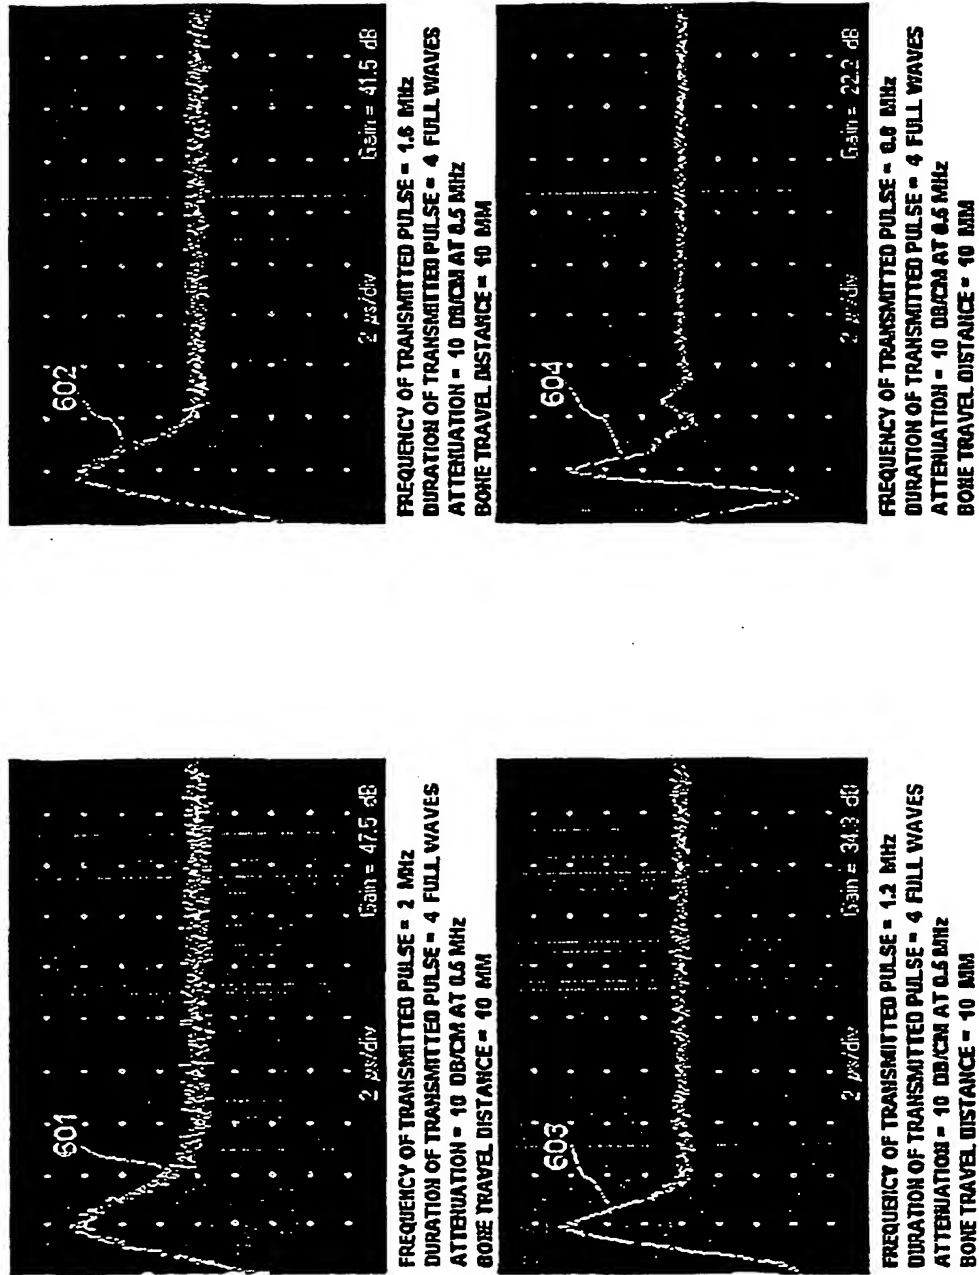 601
2 µs/div Gain = 47.5 dB
FREQUENCY OF TRANSMITTED PULSE = 2 MHz
DURATION OF TRANSMITTED PULSE = 4 FULL WAVES
ATTENUATION = 10 DB/CM AT 0.5 MHz
BONE TRAVEL DISTANCE = 10 MM
602
2 µs/div Gain = 41.5 dB
FREQUENCY OF TRANSMITTED PULSE = 1.6 MHz
DURATION OF TRANSMITTED PULSE = 4 FULL WAVES
ATTENUATION = 10 DB/CM AT 0.5 MHz
BONE TRAVEL DISTANCE = 10 MM
603
2 µs/div Gain = 34.3 dB
FREQUENCY OF TRANSMITTED PULSE = 1.2 MHz
DURATION OF TRANSMITTED PULSE = 4 FULL WAVES
ATTENUATION = 10 DB/CM AT 0.5 MHz
BONE TRAVEL DISTANCE = 10 MM
604
2 µs/div Gain = 22.2 dB
FREQUENCY OF TRANSMITTED PULSE = 0.8 MHz
DURATION OF TRANSMITTED PULSE = 4 FULL WAVES
ATTENUATION = 10 DB/CM AT 0.5 MHz
BONE TRAVEL DISTANCE = 10 MM